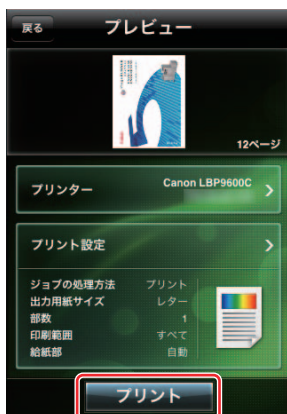 戻る
プレビュー
12ページ
プリンター
Canon LBP9600C
プリント設定
ジョブの処理方法 プリント
出力用紙サイズ レター
部数 1
印刷範囲 すべて
給紙部 自動
プリント